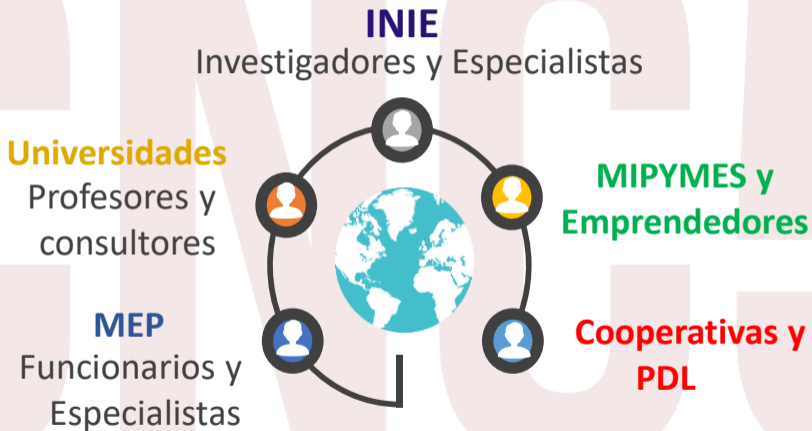 INIE
Investigadores y Especialistas
Universidades
Profesores y
consultores
MIPYMES y
Emprendedores
MEP
Funcionarios y
Especialistas
Cooperativas y
PDL